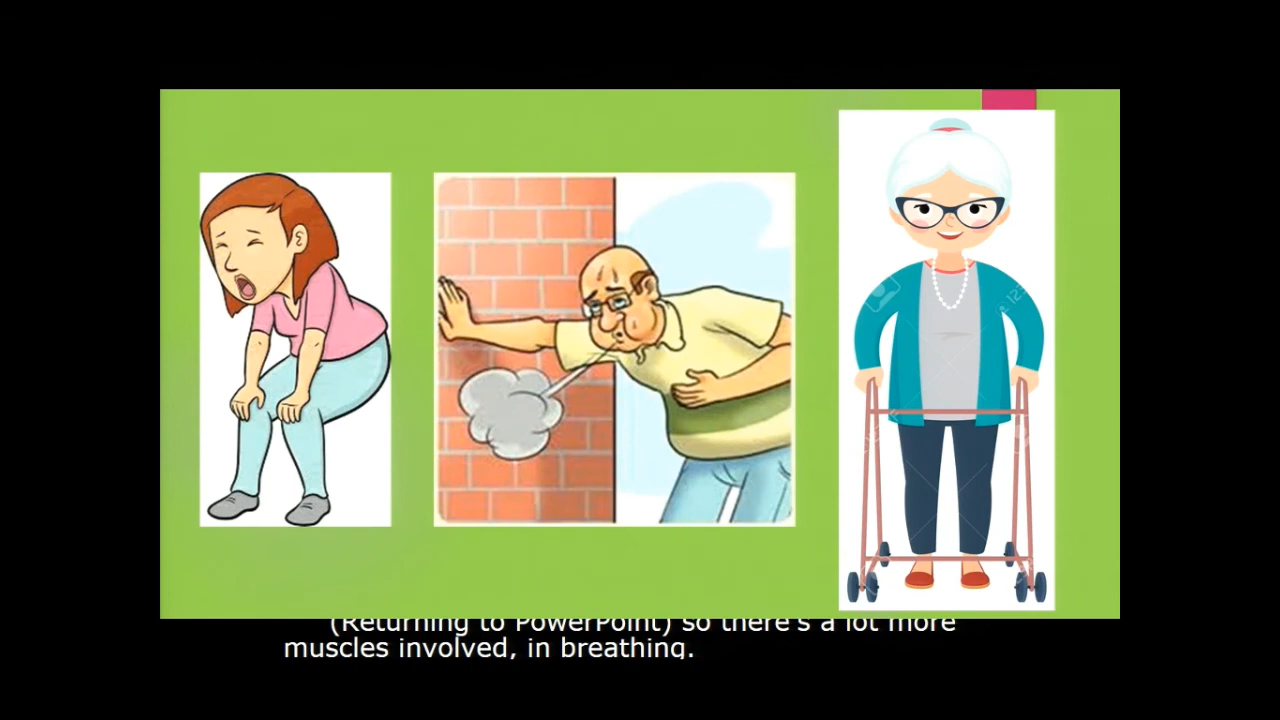 (Returning to PowerPoint) so there's a lot more
muscles involved, in breathing.